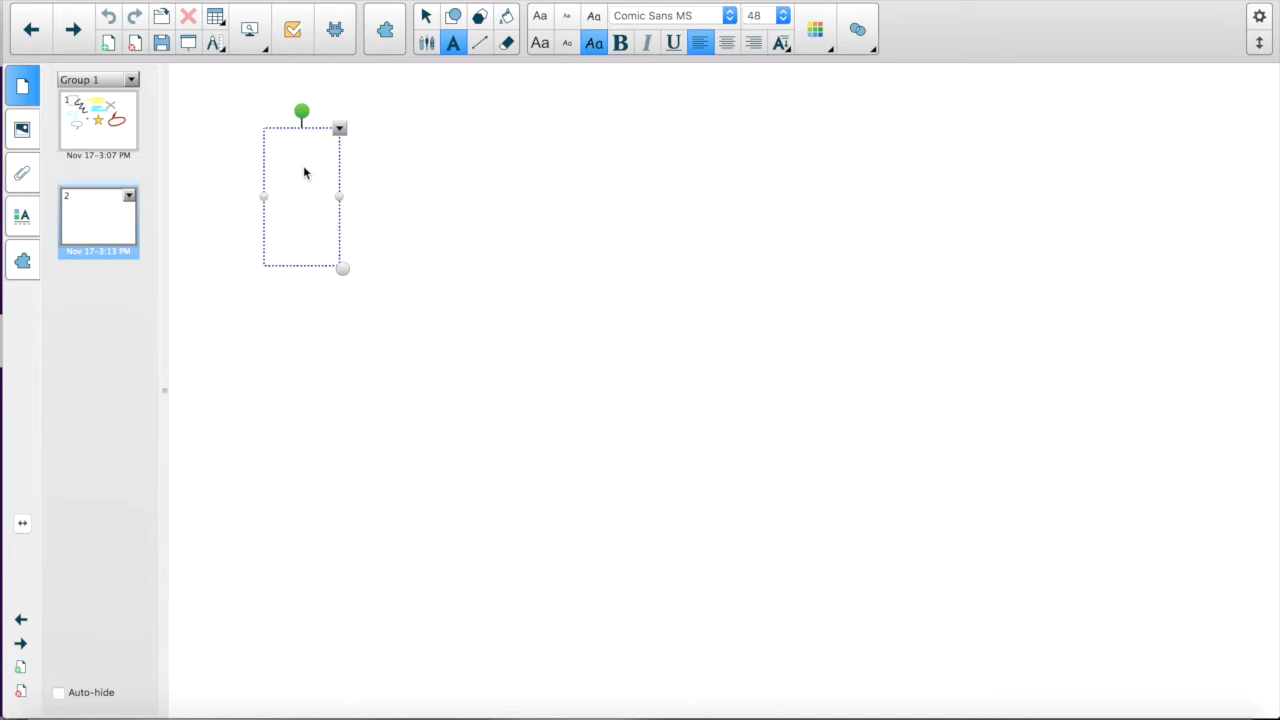 Aa Aa Aa Comic Sans MS 48
Aa Aa Aa B I U A
Group 1
1
Nov 17-3:07 PM
2
Nov 17-3:13 PM
Auto-hide